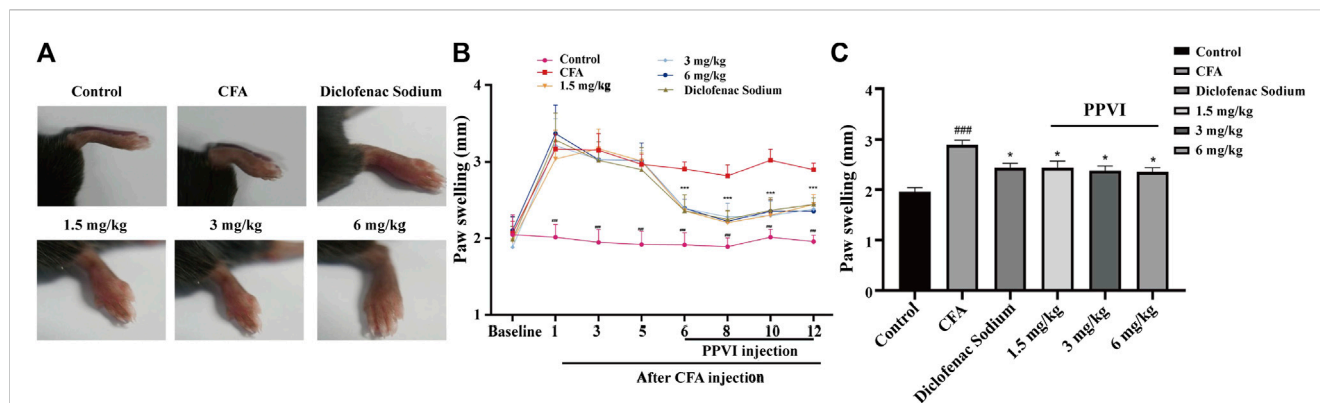 A
Control CFA Diclofenac Sodium
1.5 mg/kg 3 mg/kg 6 mg/kg
B
Control
CFA
1.5 mg/kg
3 mg/kg
6 mg/kg
Diclofenac Sodium
Paw swelling (mm)
4
3
2
1
***
***
***
***
##
##
##
##
##
##
Baseline 1 3 5 6 8 10 12
PPVI injection
After CFA injection
C
Control
CFA
Diclofenac Sodium
1.5 mg/kg
3 mg/kg
6 mg/kg
PPVI
Paw swelling (mm)
4
3
2
1
0
###
* * * *
Control
CFA
Diclofenac Sodium
1.5 mg/kg
3 mg/kg
6 mg/kg